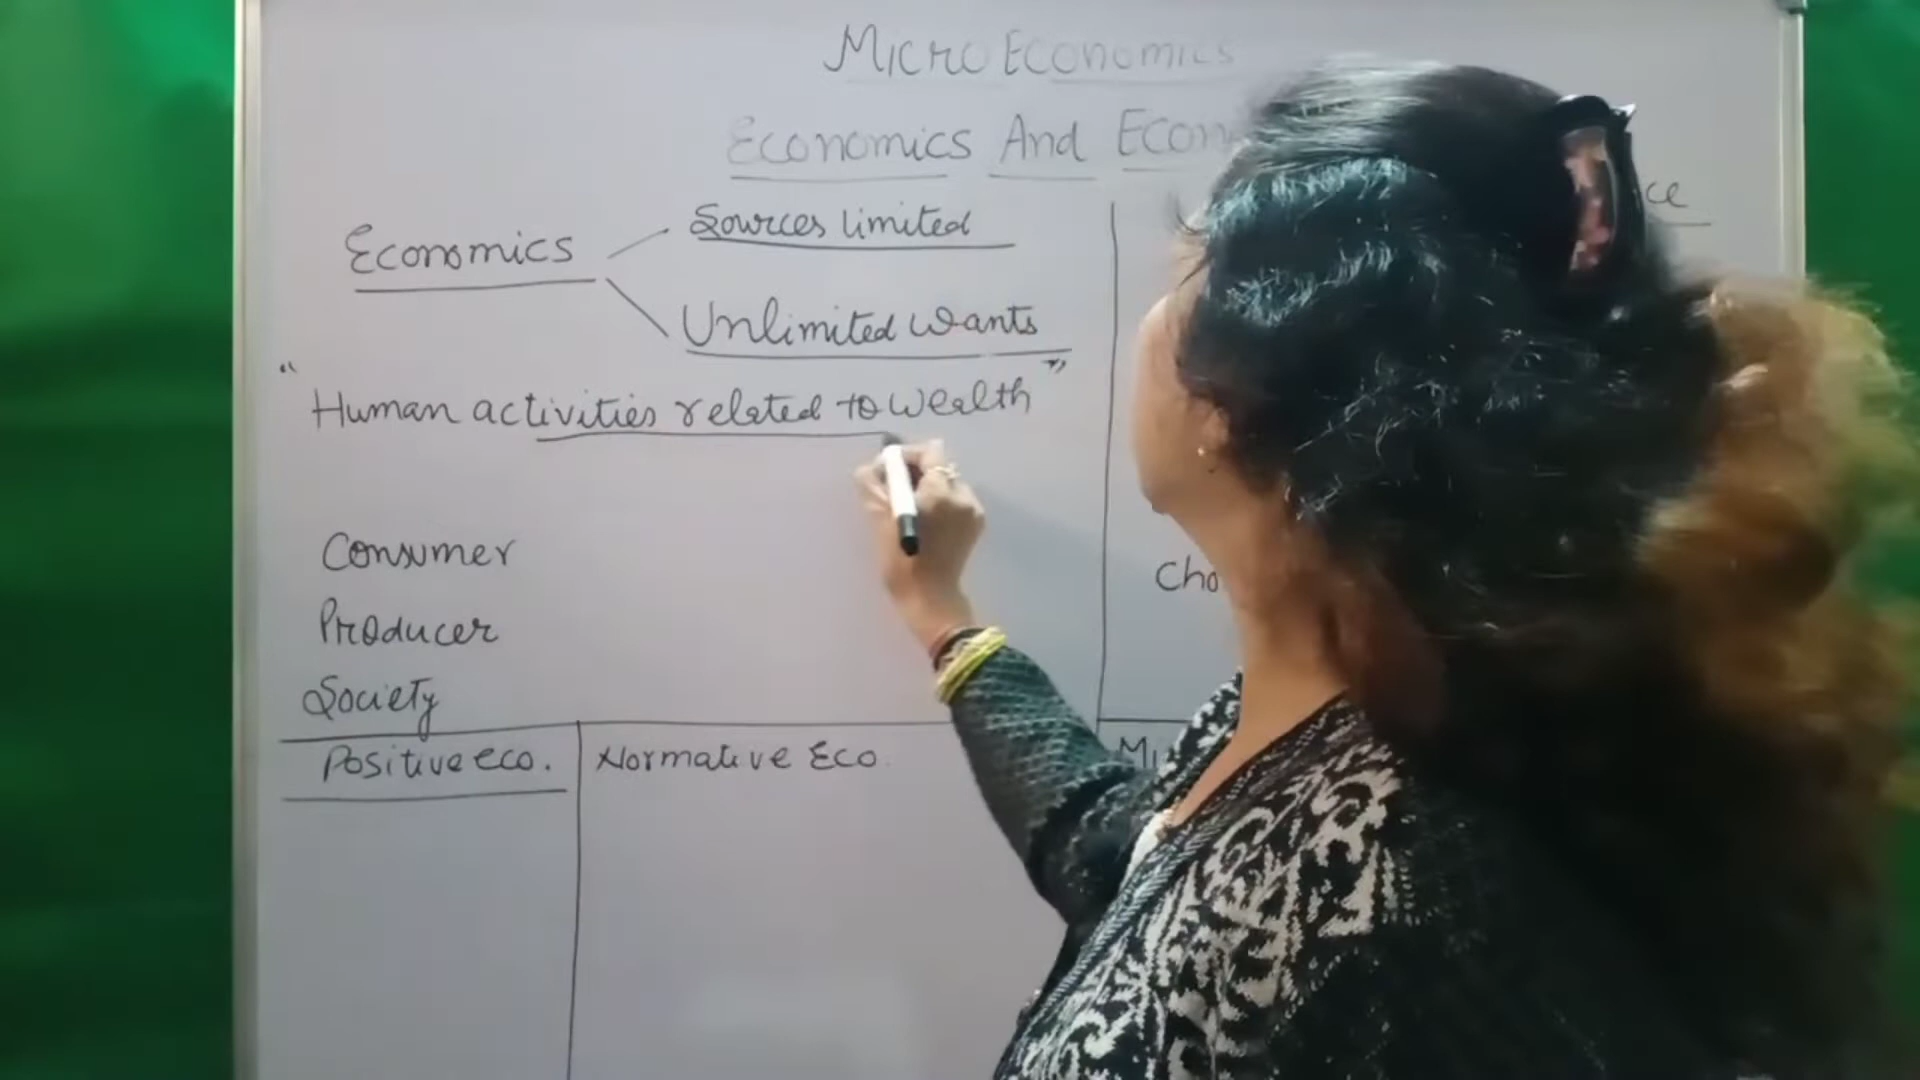 Micro Economics
Economics And
Economics
Sources limited
Unlimited wants
"Human activities related to wealth"
Consumer
Producer
Society
Positive eco.
Normative Eco.